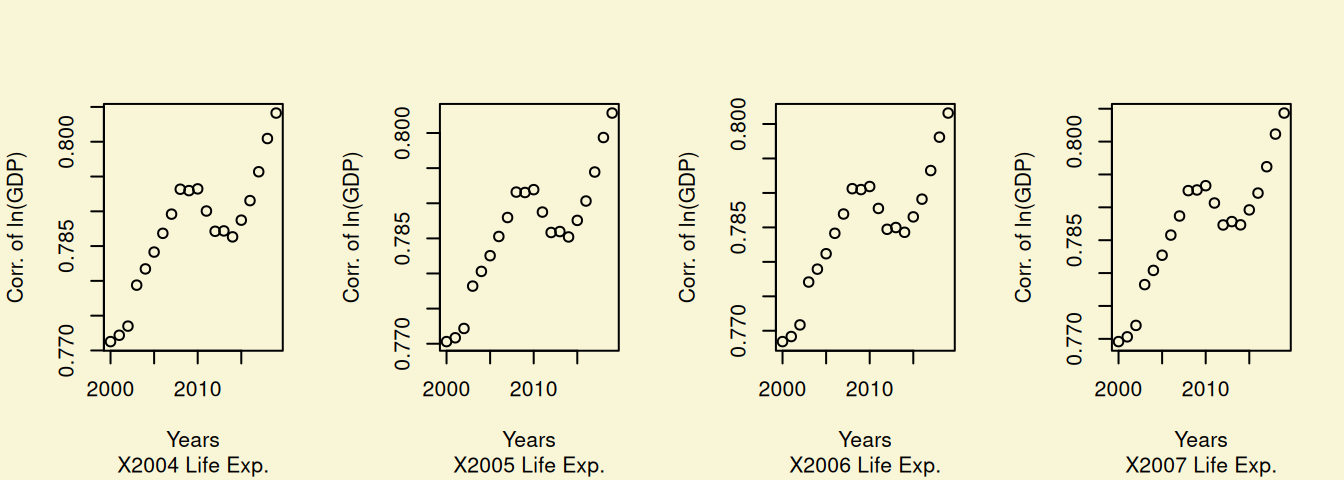 Corr. of ln(GDP)
0.770 0.785 0.800
2000 2010
Years
X2004 Life Exp.
Corr. of ln(GDP)
0.770 0.785 0.800
2000 2010
Years
X2005 Life Exp.
Corr. of ln(GDP)
0.770 0.785 0.800
2000 2010
Years
X2006 Life Exp.
Corr. of ln(GDP)
0.770 0.785 0.800
2000 2010
Years
X2007 Life Exp.